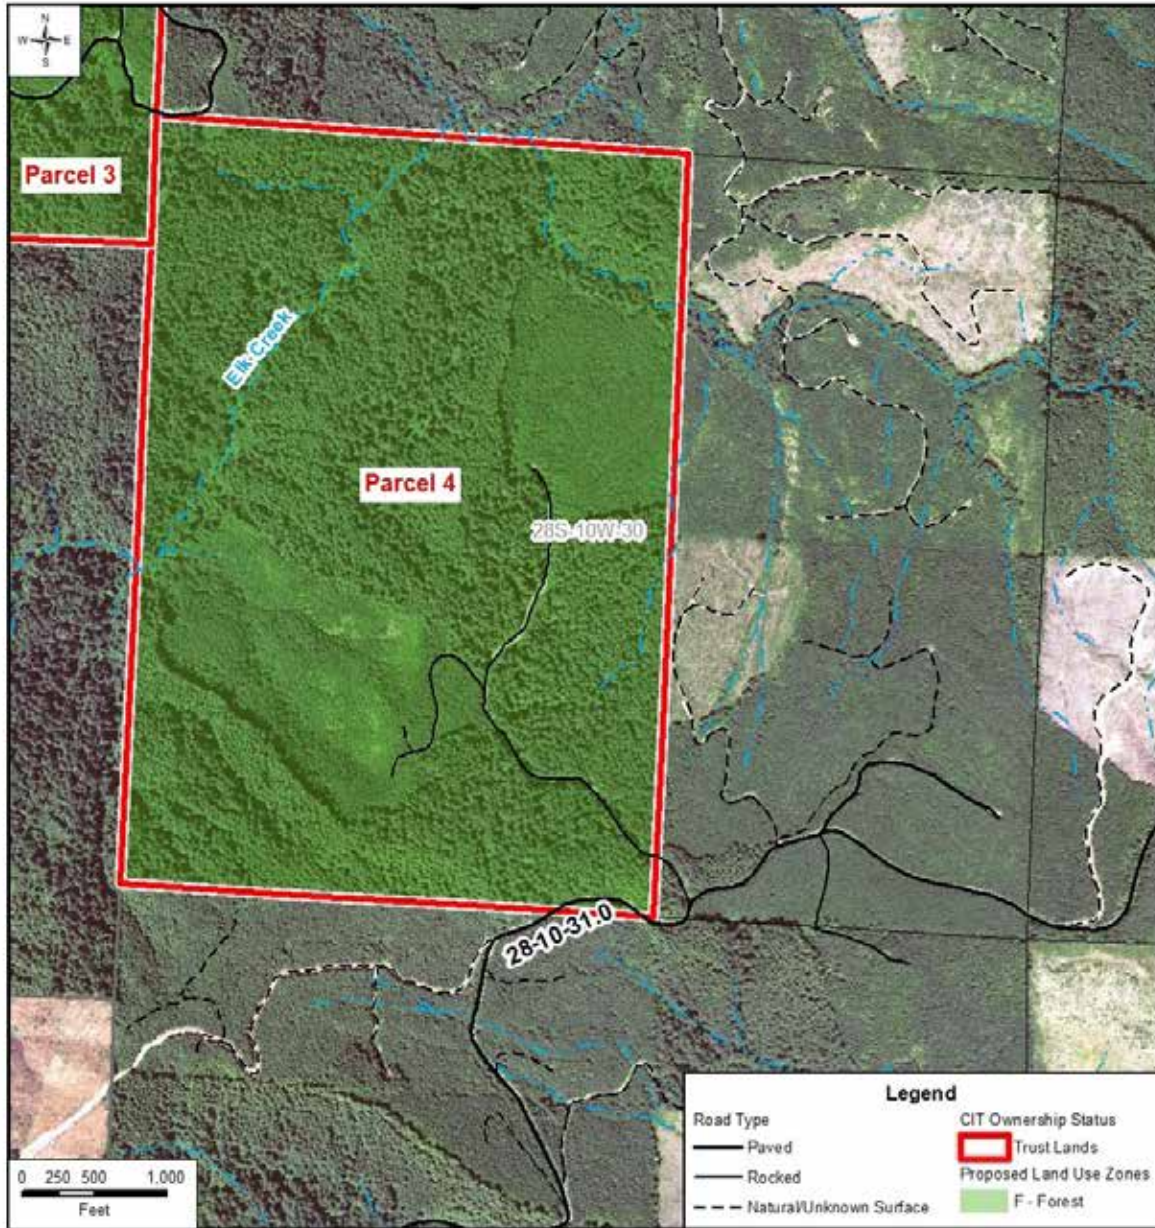 N
W E
S
Parcel 3
Elk Creek
Parcel 4
28S-10W-30
28-10-31.0
0 250 500 1,000
Feet
Legend
Road Type
Paved
Rocked
Natural/Unknown Surface
CIT Ownership Status
Trust Lands
Proposed Land Use Zones
F - Forest